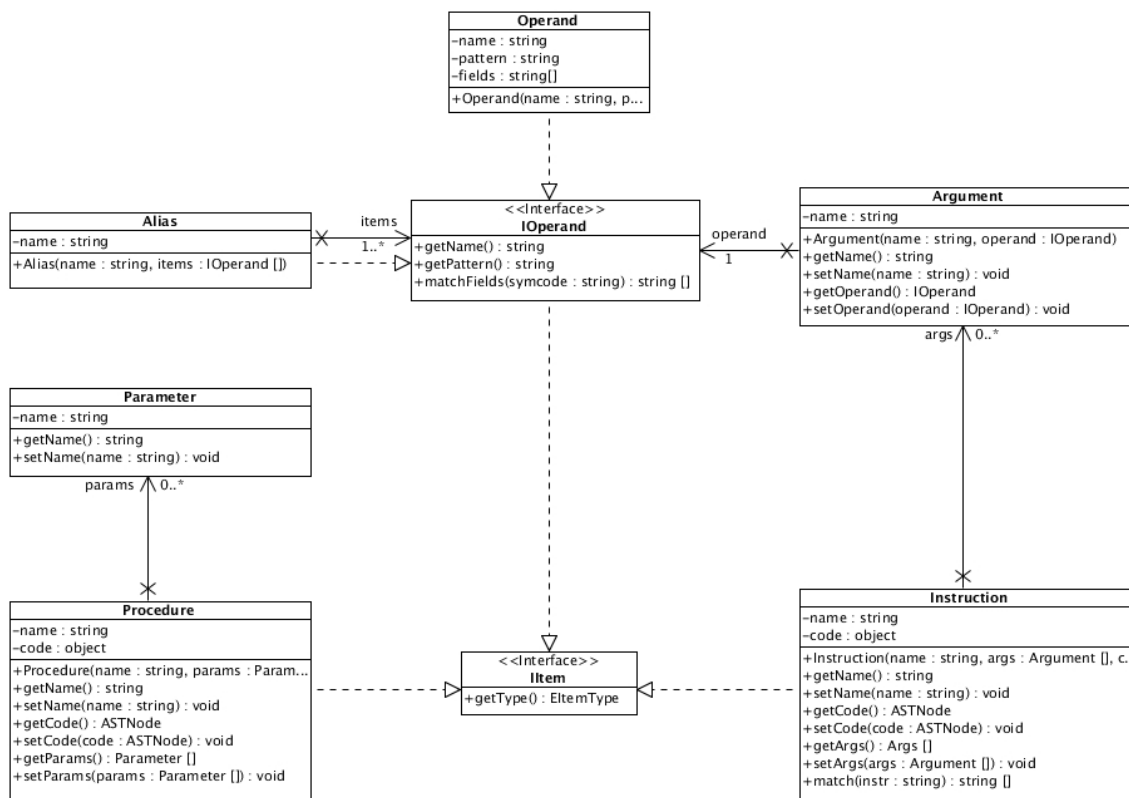 Operand
-name : string
-pattern : string
-fields : string[]
+Operand(name : string, p...
Alias
-name : string
+Alias(name : string, items : IOperand [])
items
1..*
<<Interface>>
IOperand
+getName() : string
+getPattern() : string
+matchFields(symcode : string) : string []
operand
1
Argument
-name : string
+Argument(name : string, operand : IOperand)
+getName() : string
+setName(name : string) : void
+getOperand() : IOperand
+setOperand(operand : IOperand) : void
args
0..*
Parameter
-name : string
+getName() : string
+setName(name : string) : void
params
0..*
Procedure
-name : string
-code : object
+Procedure(name : string, params : Param...
+getName() : string
+setName(name : string) : void
+getCode() : ASTNode
+setCode(code : ASTNode) : void
+getParams() : Parameter []
+setParams(params : Parameter []) : void
<<Interface>>
IItem
+getType() : EItemType
Instruction
-name : string
-code : object
+Instruction(name : string, args : Argument [], c...
+getName() : string
+setName(name : string) : void
+getCode() : ASTNode
+setCode(code : ASTNode) : void
+getArgs() : Args []
+setArgs(args : Argument []) : void
+match(instr : string) : string []